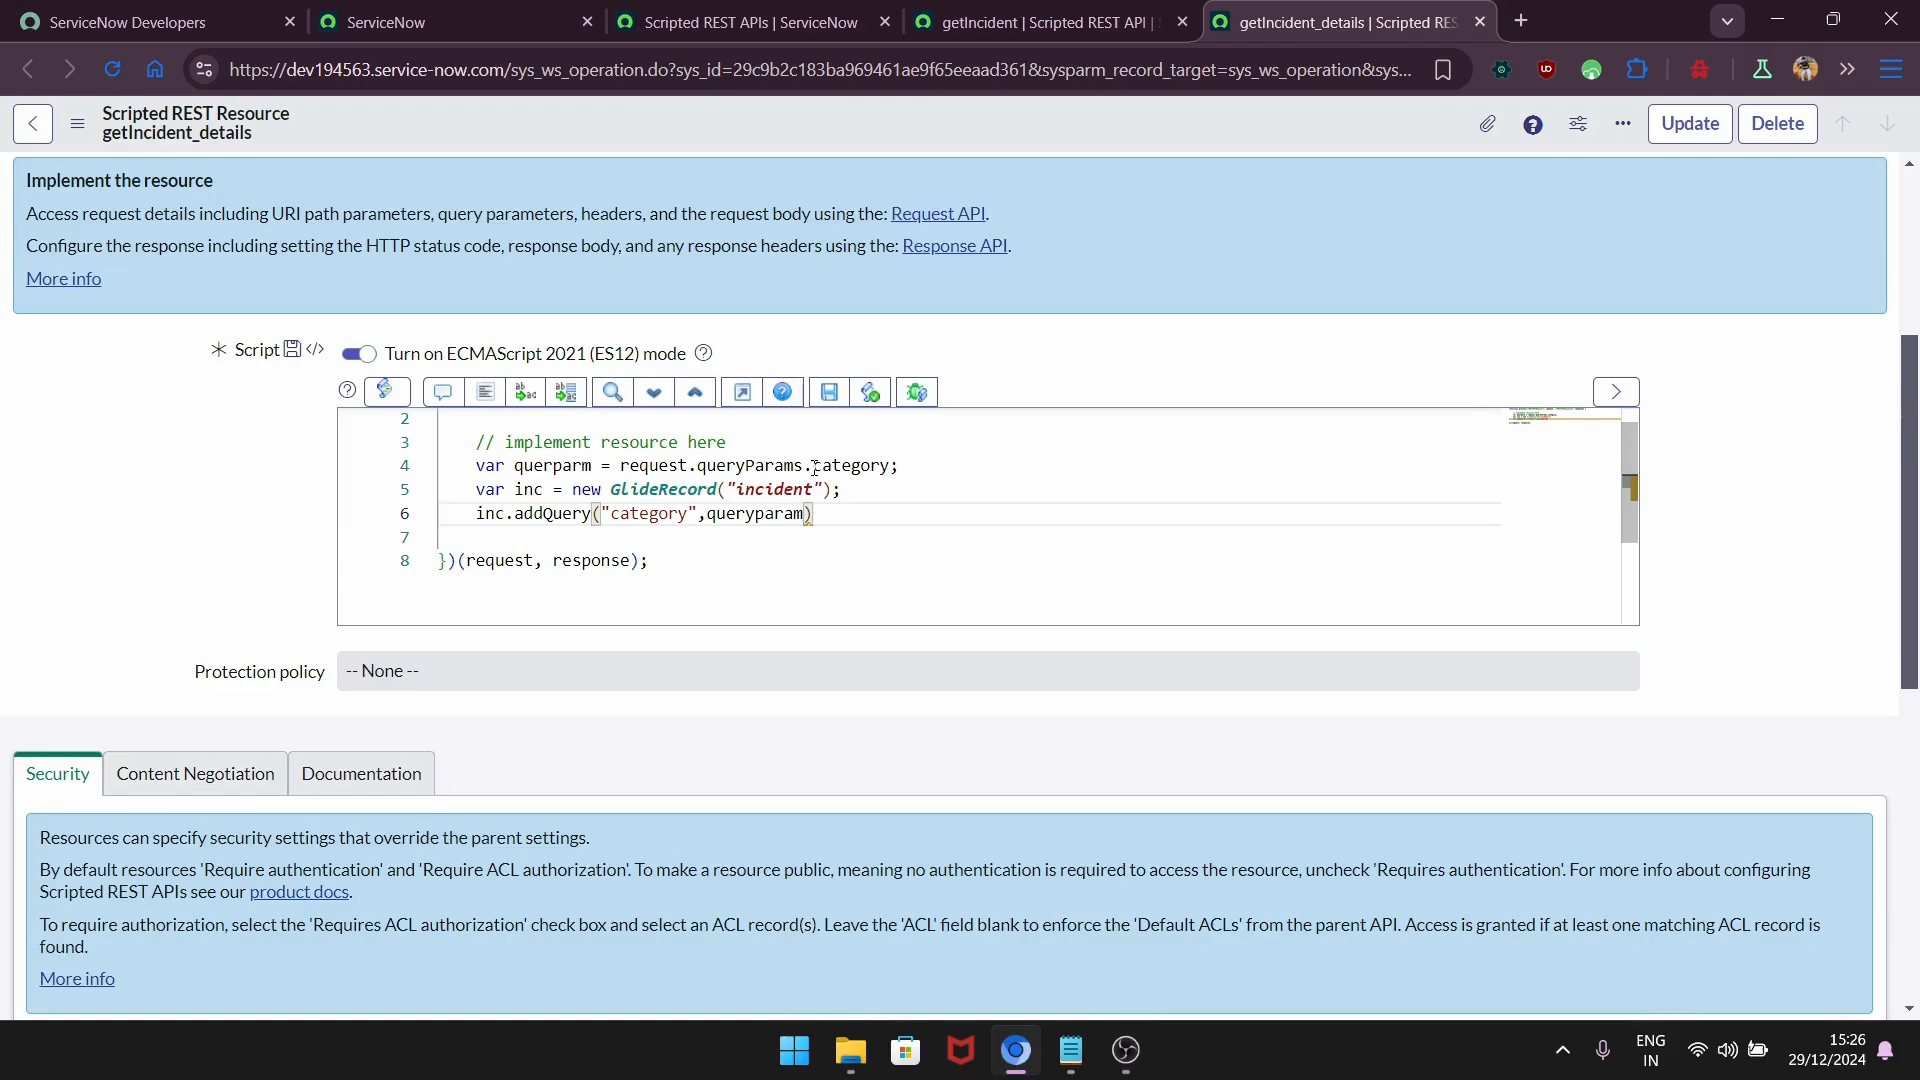 ServiceNow Developers
ServiceNow
Scripted REST APIs | ServiceNow
getIncident | Scripted REST API |
getIncident_details | Scripted RES
https://dev194563.service-now.com/sys_ws_operation.do?sys_id=29c9b2c183ba969461ae9f65eeaad361&sysparm_record_target=sys_ws_operation&sys...
Scripted REST Resource
getIncident_details
Update
Delete
Implement the resource
Access request details including URI path parameters, query parameters, headers, and the request body using the: Request API.
Configure the response including setting the HTTP status code, response body, and any response headers using the: Response API.
More info
Script
Turn on ECMAScript 2021 (ES12) mode
2
3 // implement resource here
4 var querparm = request.queryParams.category;
5 var inc = new GlideRecord("incident");
6 inc.addQuery("category",queryparam)
7
8 })(request, response);
Protection policy
-- None --
Security
Content Negotiation
Documentation
Resources can specify security settings that override the parent settings.
By default resources 'Require authentication' and 'Require ACL authorization'. To make a resource public, meaning no authentication is required to access the resource, uncheck 'Requires authentication'. For more info about configuring
Scripted REST APIs see our product docs.
To require authorization, select the 'Requires ACL authorization' check box and select an ACL record(s). Leave the 'ACL' field blank to enforce the 'Default ACLs' from the parent API. Access is granted if at least one matching ACL record is
found.
More info
ENG
IN
15:26
29/12/2024